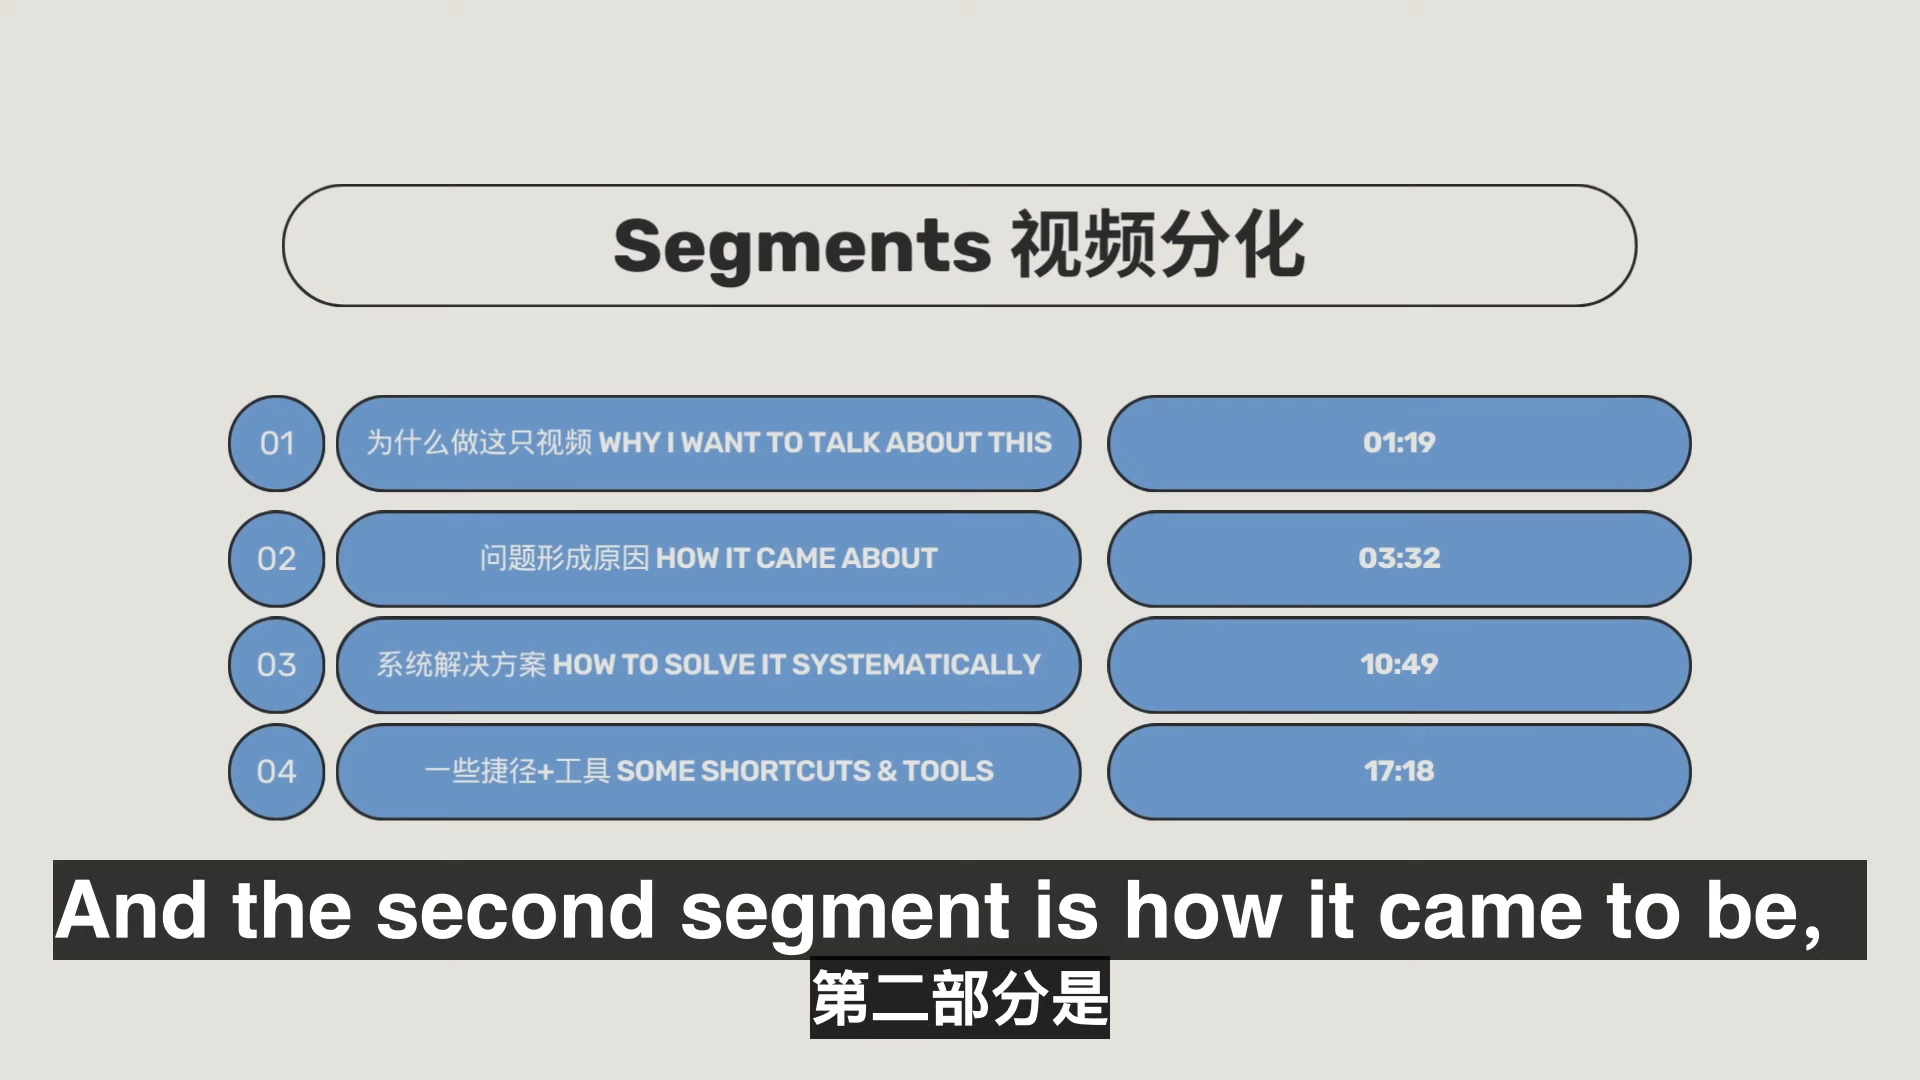 Segments 视频分化
01 为什么做这只视频 WHY I WANT TO TALK ABOUT THIS 01:19
02 问题形成原因 HOW IT CAME ABOUT 03:32
03 系统解决方案 HOW TO SOLVE IT SYSTEMATICALLY 10:49
04 一些捷径+工具 SOME SHORTCUTS & TOOLS 17:18
And the second segment is how it came to be,
第二部分是